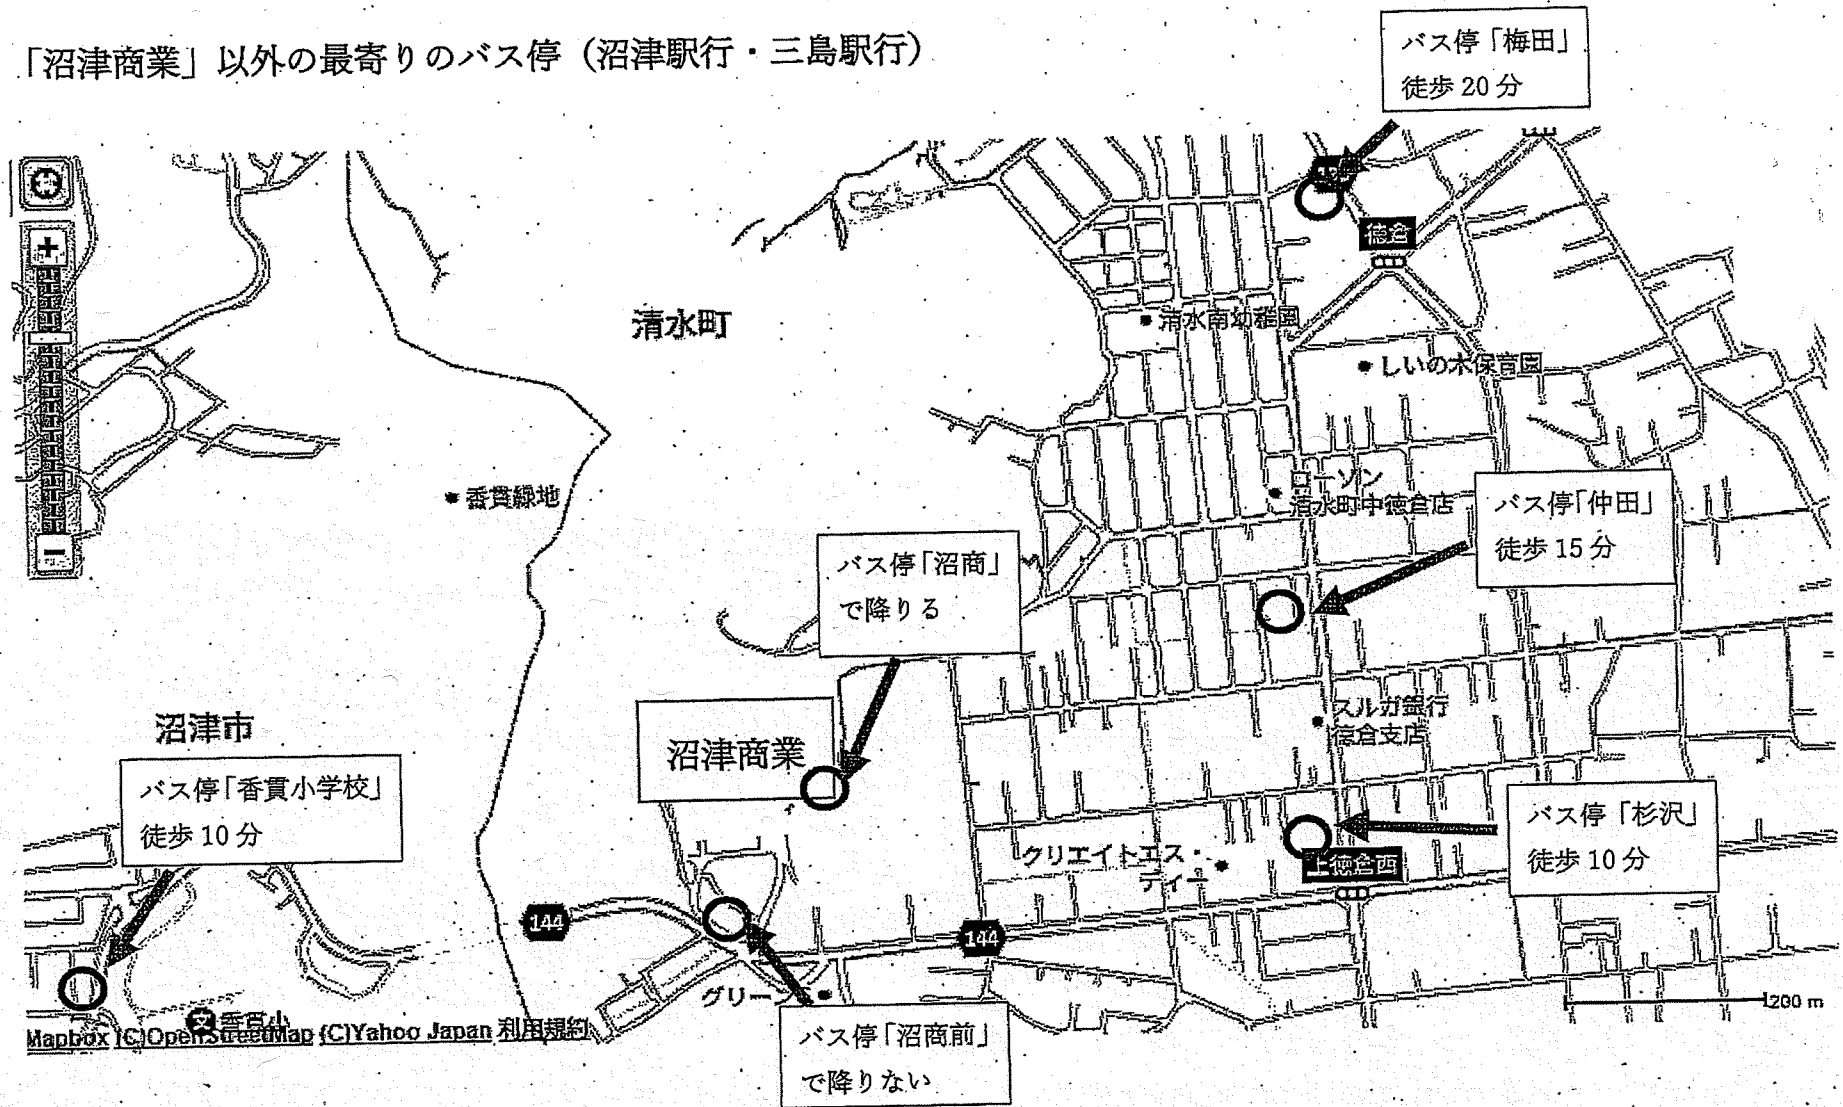 「沼津商業」以外の最寄りのバス停（沼津駅行・三島駅行）
バス停「梅田」
徒歩 20 分
徳倉
清水町
清水南幼稚園
しいの木保育園
香貫緑地
ローソン
清水町中徳倉店
バス停「仲田」
徒歩 15 分
バス停「沼商」
で降りる
沼津市
沼津商業
スルガ銀行
徳倉支店
バス停「香貫小学校」
徒歩 10 分
バス停「杉沢」
徒歩 10 分
クリエイトエス・
ディー
上徳倉西
144
144
グリーン
バス停「沼商前」
で降りない
香貫小
200 m
Mapbox (C)OpenStreetMap (C)Yahoo Japan 利用規約